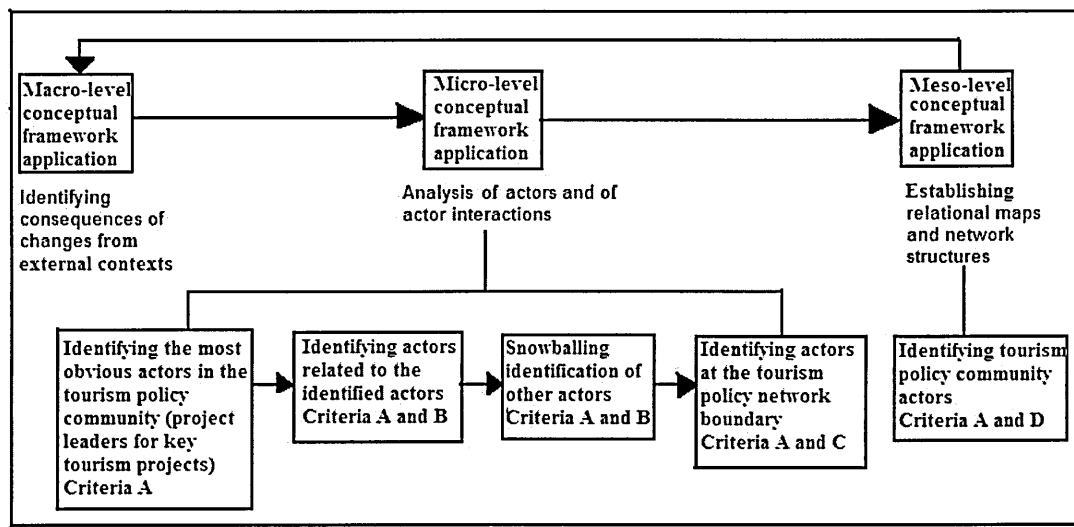 Macro-level
conceptual
framework
application
Micro-level
conceptual
framework
application
Meso-level
conceptual
framework
application
Identifying
consequences of
changes from
external contexts
Analysis of actors and of
actor interactions
Establishing
relational maps
and network
structures
Identifying the most
obvious actors in the
tourism policy
community (project
leaders for key
tourism projects)
Criteria A
Identifying actors
related to the
identified actors
Criteria A and B
Snowballing
identification of
other actors
Criteria A and B
Identifying actors
at the tourism
policy network
boundary
Criteria A and C
Identifying tourism
policy community
actors
Criteria A and D